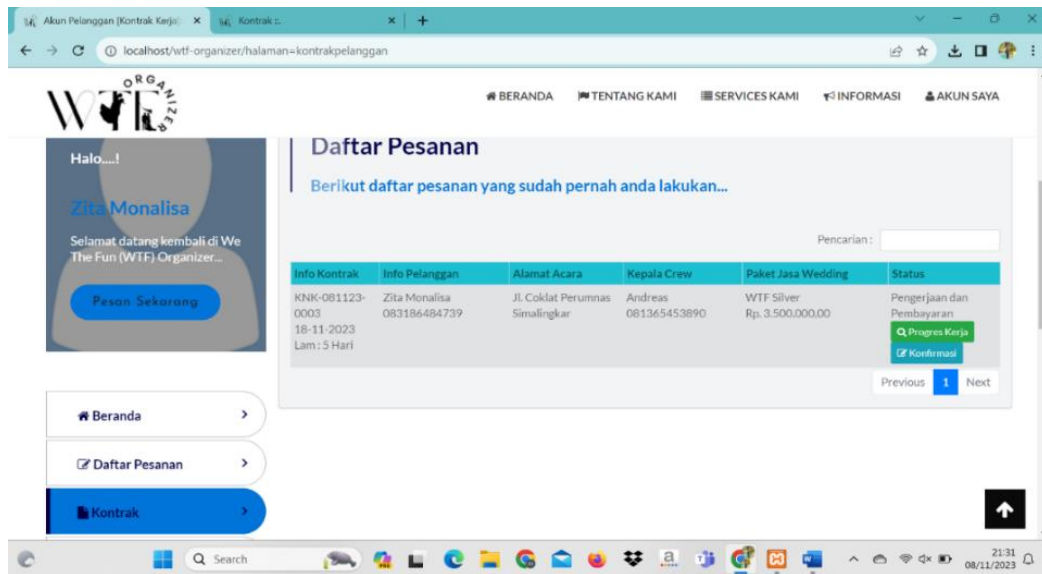 Akun Pelanggan [Kontrak Kerja
Kontrak :.
localhost/wtf-organizer/halaman=kontrakpelanggan
WTF ORGANIZER
BERANDA
TENTANG KAMI
SERVICES KAMI
INFORMASI
AKUN SAYA
Halo....!
Zita Monalisa
Selamat datang kembali di We
The Fun (WTF) Organizer...
Pesan Sekarang
Beranda
Daftar Pesanan
Kontrak
Daftar Pesanan
Berikut daftar pesanan yang sudah pernah anda lakukan...
Pencarian :
Info Kontrak Info Pelanggan Alamat Acara Kepala Crew Paket Jasa Wedding Status
KNK-081123- Zita Monalisa Jl. Coklat Perumnas Andreas WTF Silver Pengerjaan dan
0003 083186484739 Simalingkar 081365453890 Rp. 3.500.000,00 Pembayaran
18-11-2023 Progres Kerja
Lam : 5 Hari Konfirmasi
Previous 1 Next
Search
21:31
08/11/2023